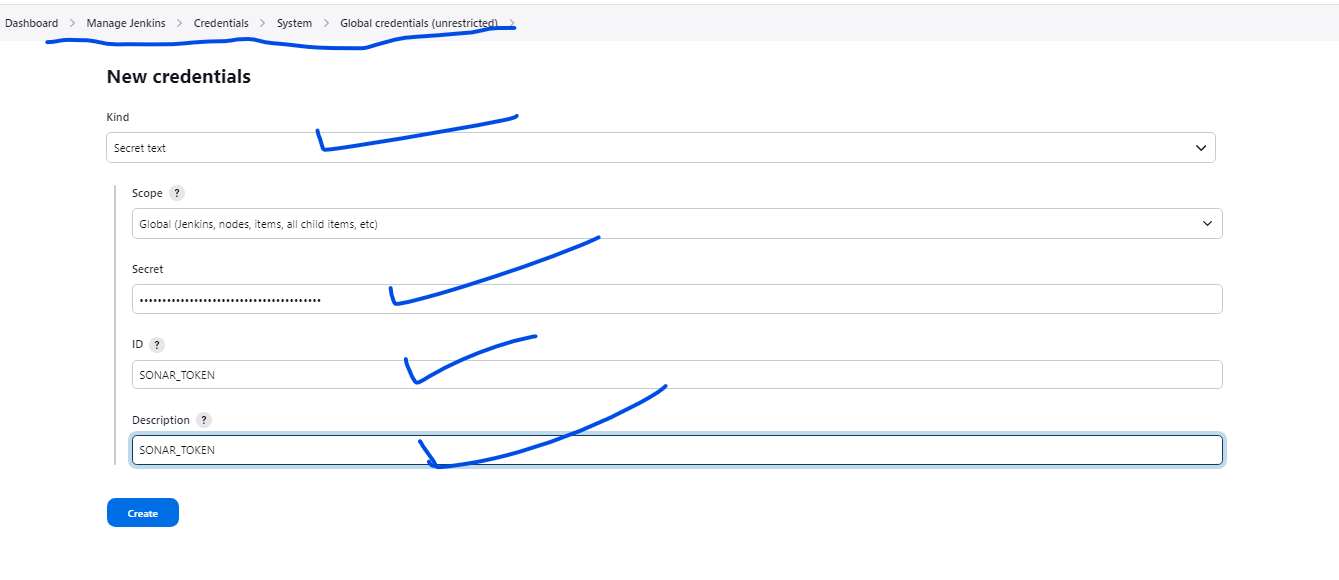 Dashboard > Manage Jenkins > Credentials > System > Global credentials (unrestricted) >
New credentials
Kind
Secret text
Scope ?
Global (Jenkins, nodes, items, all child items, etc)
Secret
••••••••••••••••••••••••••••••••••••••••
ID ?
SONAR_TOKEN
Description ?
SONAR_TOKEN
Create